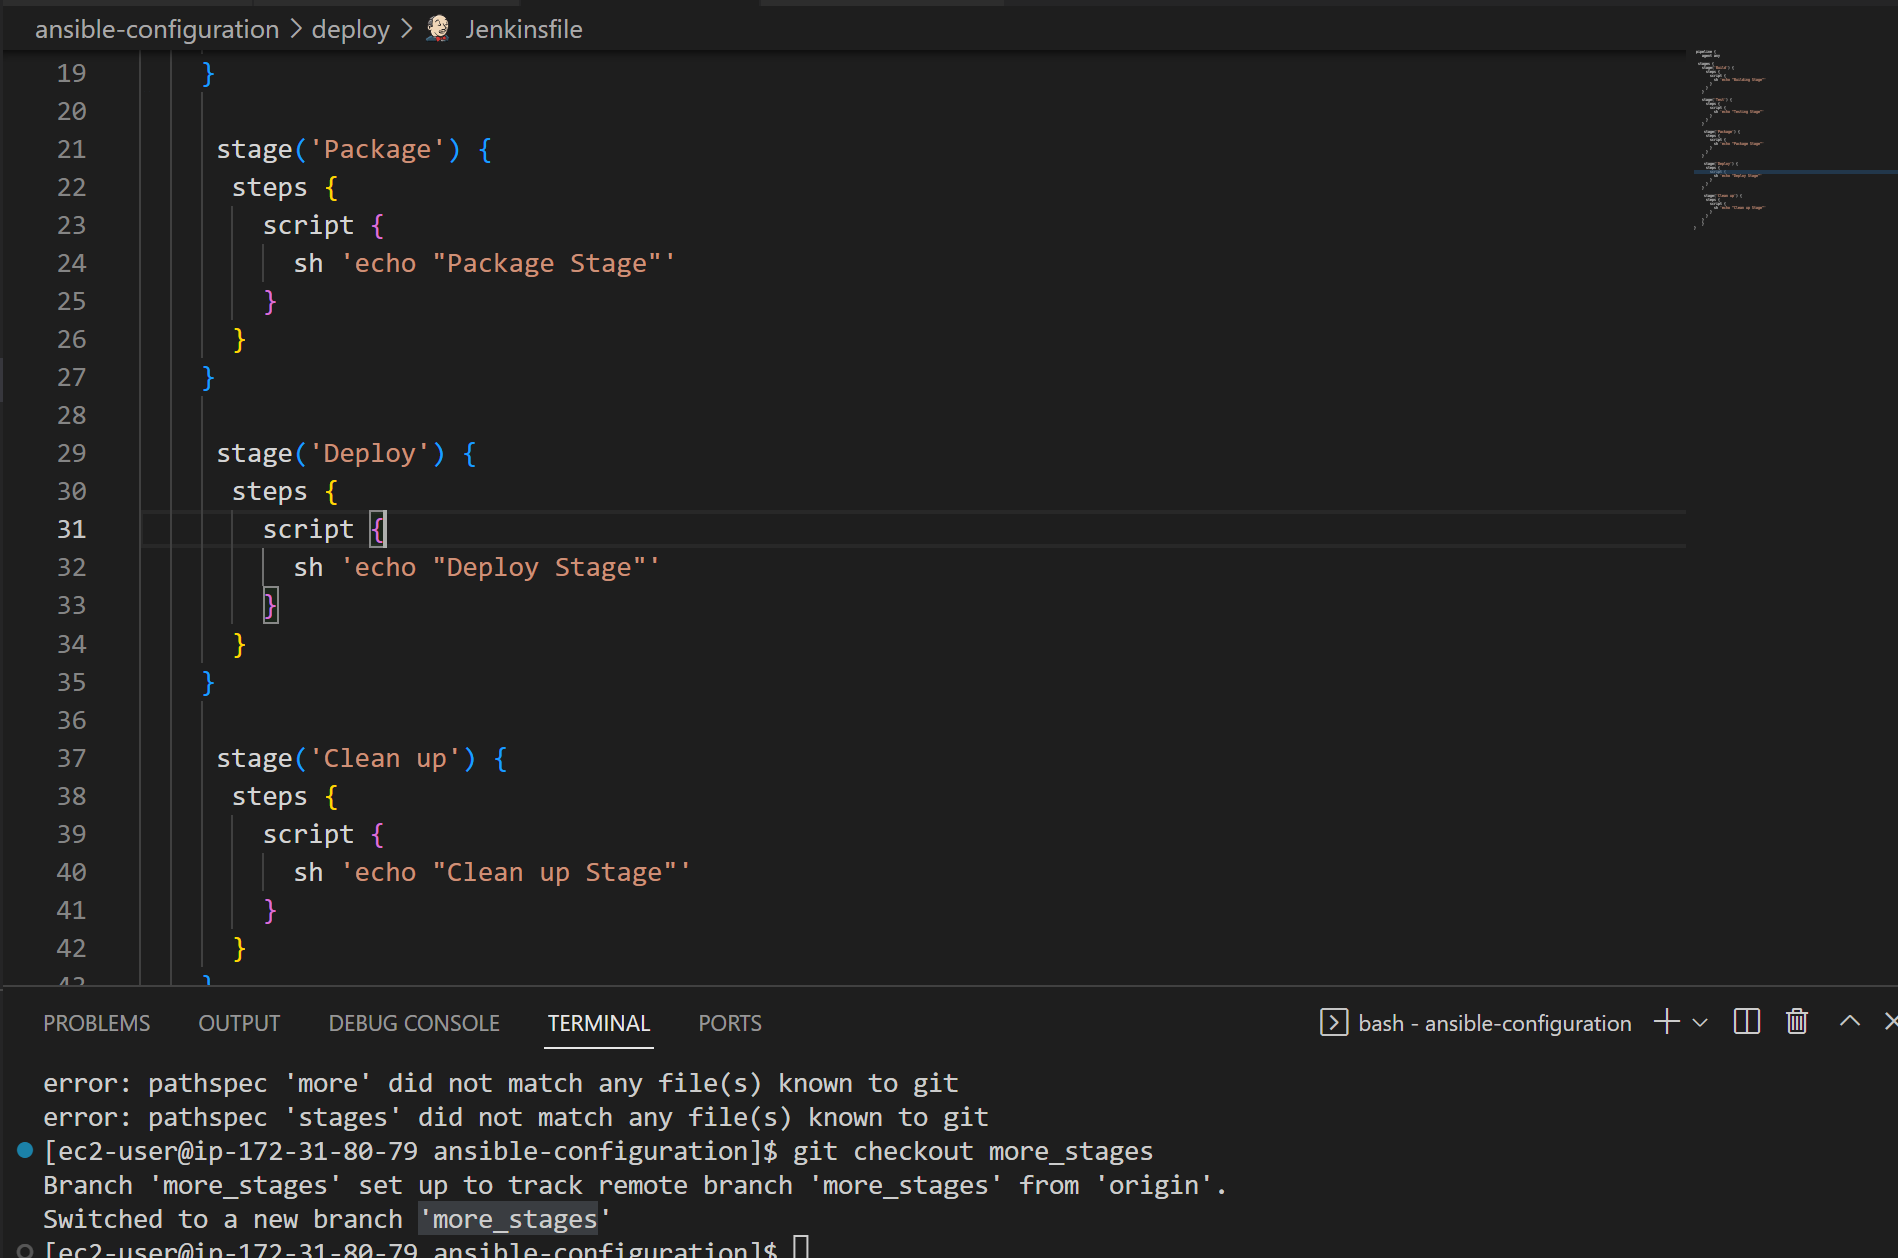 ansible-configuration > deploy > Jenkinsfile
19 }
20
21 stage('Package') {
22 steps {
23 script {
24 sh 'echo "Package Stage"'
25 }
26 }
27 }
28
29 stage('Deploy') {
30 steps {
31 script {
32 sh 'echo "Deploy Stage"'
33 }
34 }
35 }
36
37 stage('Clean up') {
38 steps {
39 script {
40 sh 'echo "Clean up Stage"'
41 }
42 }
43 }
PROBLEMS OUTPUT DEBUG CONSOLE TERMINAL PORTS bash - ansible-configuration
error: pathspec 'more' did not match any file(s) known to git
error: pathspec 'stages' did not match any file(s) known to git
[ec2-user@ip-172-31-80-79 ansible-configuration]$ git checkout more_stages
Branch 'more_stages' set up to track remote branch 'more_stages' from 'origin'.
Switched to a new branch 'more_stages'
[ec2-user@ip-172-31-80-79 ansible-configuration]$